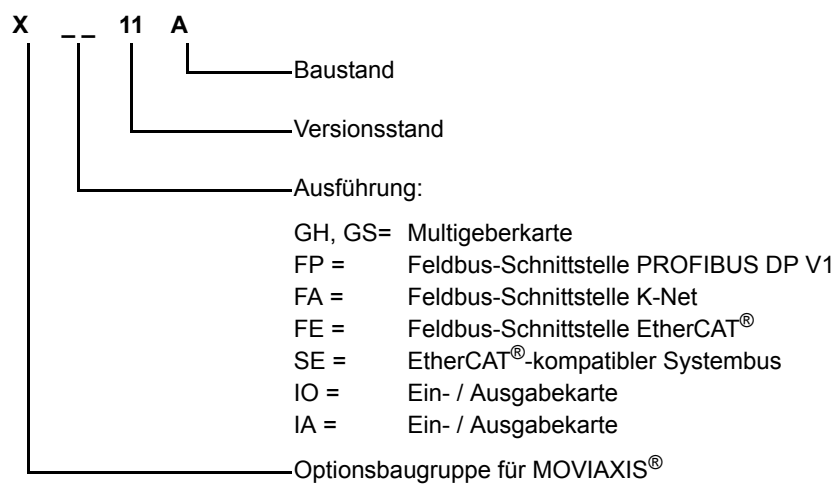 X _ _ 11 A
Baustand
Versionsstand
Ausführung:
GH, GS= Multigeberkarte
FP = Feldbus-Schnittstelle PROFIBUS DP V1
FA = Feldbus-Schnittstelle K-Net
FE = Feldbus-Schnittstelle EtherCAT®
SE = EtherCAT®-kompatibler Systembus
IO = Ein- / Ausgabekarte
IA = Ein- / Ausgabekarte
Optionsbaugruppe für MOVIAXIS®